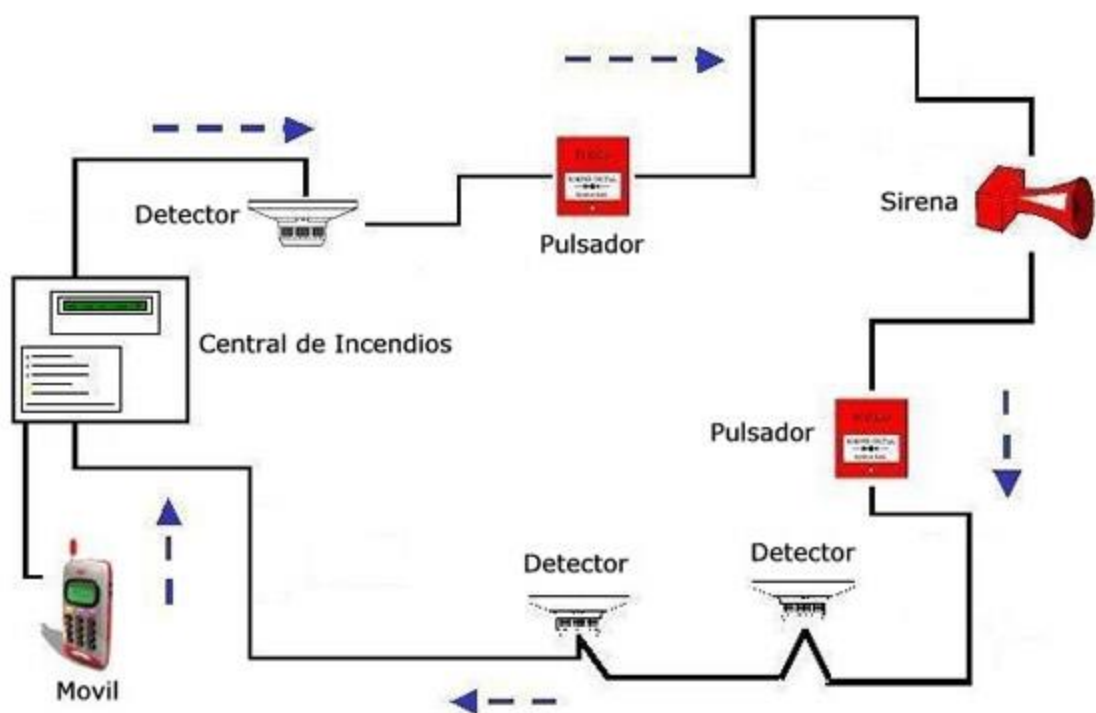 Detector
Pulsador
Sirena
Central de Incendios
Pulsador
Detector
Detector
Movil